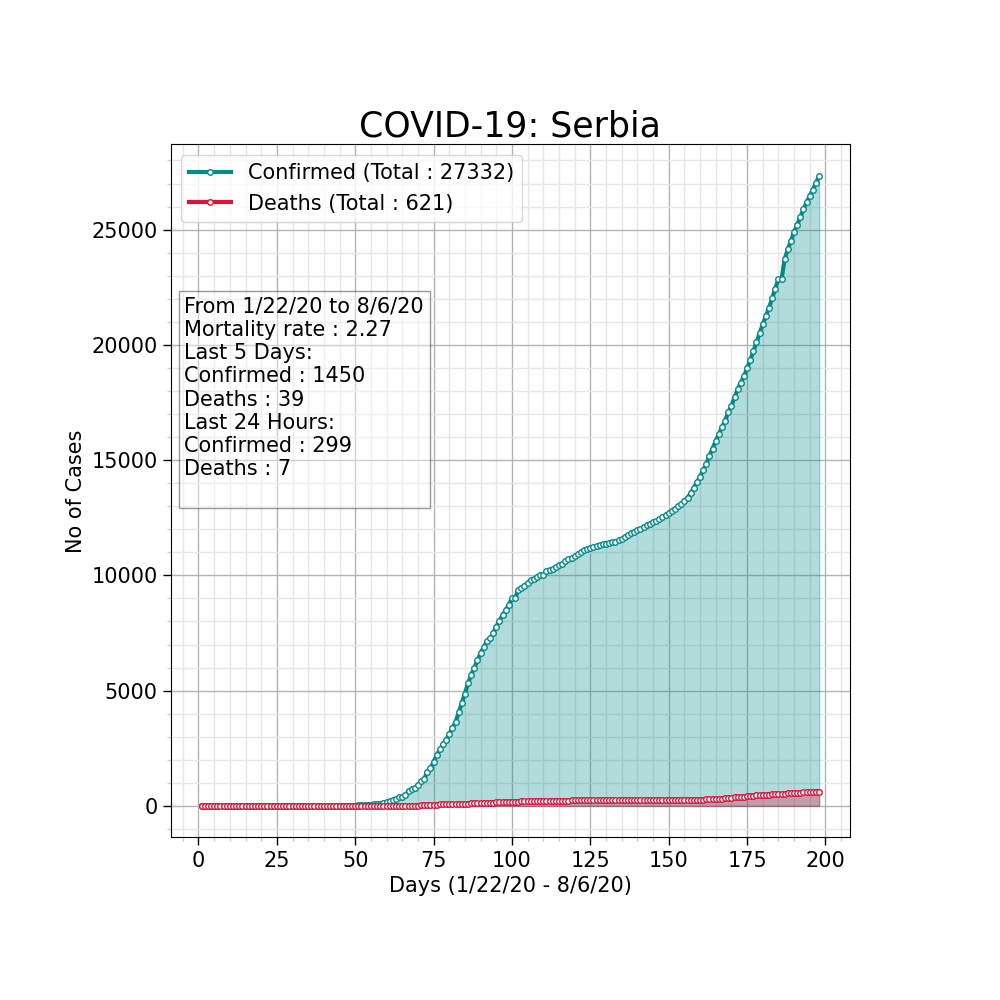 COVID-19: Serbia
Confirmed (Total : 27332)
Deaths (Total : 621)
From 1/22/20 to 8/6/20
Mortality rate : 2.27
Last 5 Days:
Confirmed : 1450
Deaths : 39
Last 24 Hours:
Confirmed : 299
Deaths : 7
No of Cases
25000
20000
15000
10000
5000
0
0 25 50 75 100 125 150 175 200
Days (1/22/20 - 8/6/20)